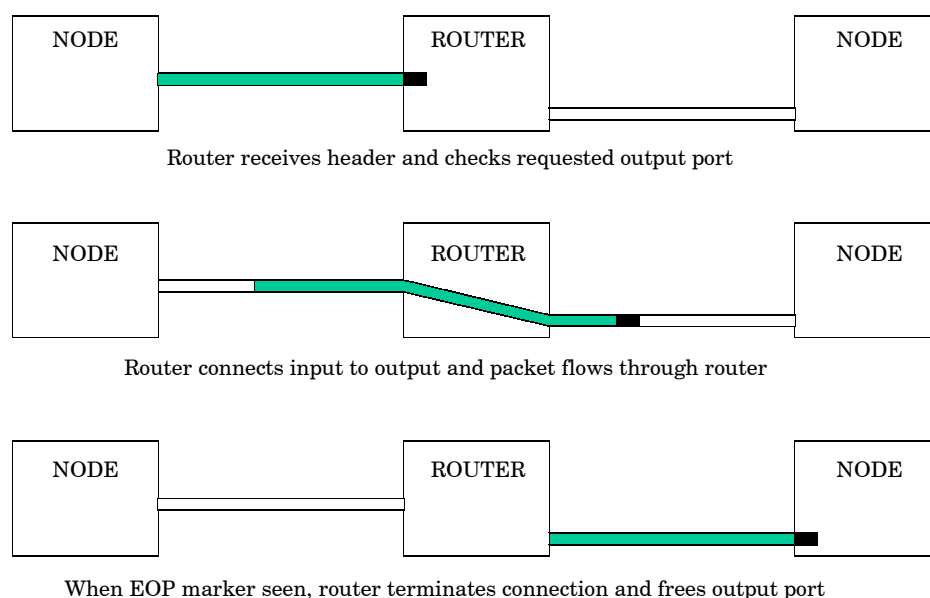 NODE ROUTER NODE
Router receives header and checks requested output port
NODE ROUTER NODE
Router connects input to output and packet flows through router
NODE ROUTER NODE
When EOP marker seen, router terminates connection and frees output port